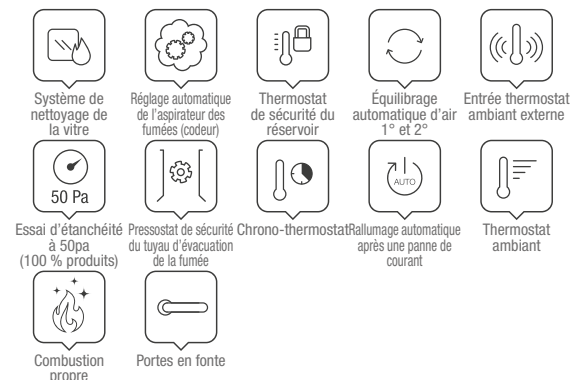 Système de
nettoyage de
la vitre
Réglage automatique
de l'aspirateur des
fumées (codeur)
Thermostat
de sécurité du
réservoir
Équilibrage
automatique d'air
1° et 2°
Entrée thermostat
ambiant externe
50 Pa
Essai d'étanchéité
à 50pa
(100 % produits)
Pressostat de sécurité
du tuyau d'évacuation
de la fumée
Chrono-thermostat
AUTO
Rallumage automatique
après une panne de
courant
Thermostat
ambiant
Combustion
propre
Portes en fonte